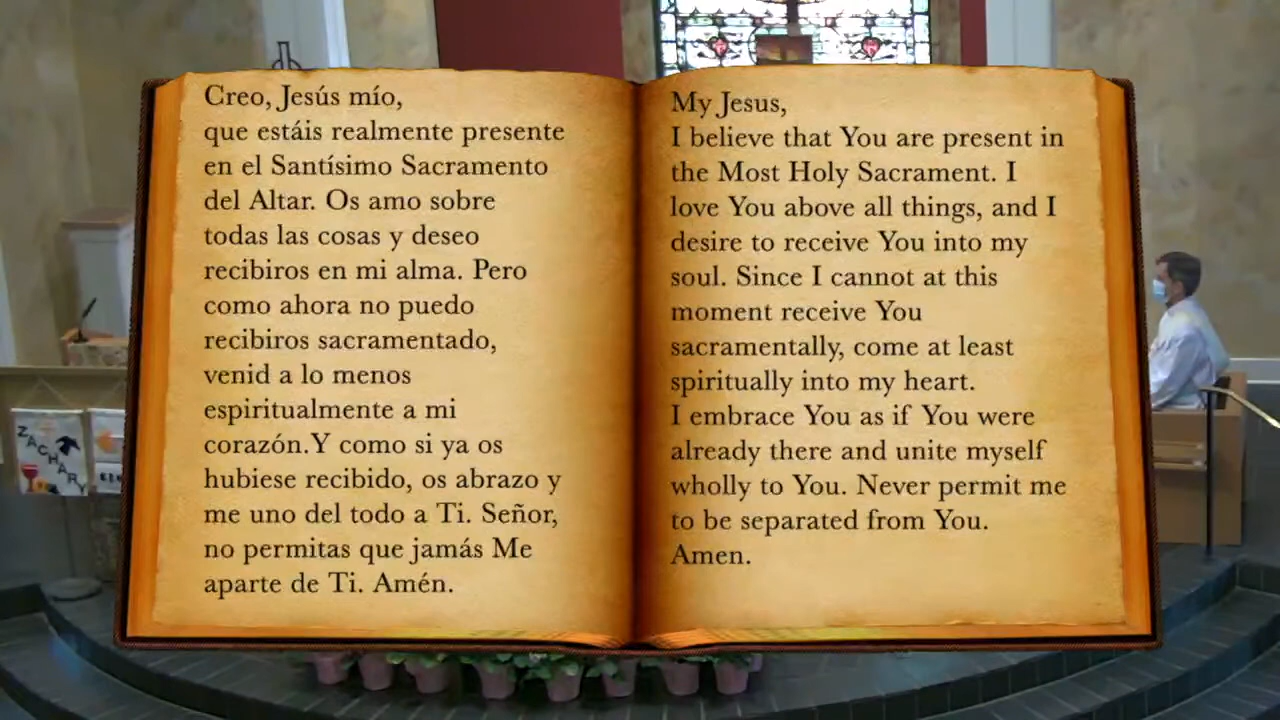 Creo, Jesús mío,
que estáis realmente presente
en el Santísimo Sacramento
del Altar. Os amo sobre
todas las cosas y deseo
recibiros en mi alma. Pero
como ahora no puedo
recibiros sacramentado,
venid a lo menos
espiritualmente a mi
corazón.Y como si ya os
hubiese recibido, os abrazo y
me uno del todo a Ti. Señor,
no permitas que jamás Me
aparte de Ti. Amén.
My Jesus,
I believe that You are present in
the Most Holy Sacrament. I
love You above all things, and I
desire to receive You into my
soul. Since I cannot at this
moment receive You
sacramentally, come at least
spiritually into my heart.
I embrace You as if You were
already there and unite myself
wholly to You. Never permit me
to be separated from You.
Amen.
ZACHARY